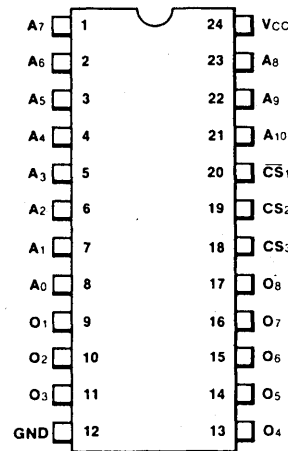 A7 1 24 VCC
A6 2 23 A8
A5 3 22 A9
A4 4 21 A10
A3 5 20 C̅S̅1
A2 6 19 CS2
A1 7 18 CS3
A0 8 17 O8
O1 9 16 O7
O2 10 15 O6
O3 11 14 O5
GND 12 13 O4